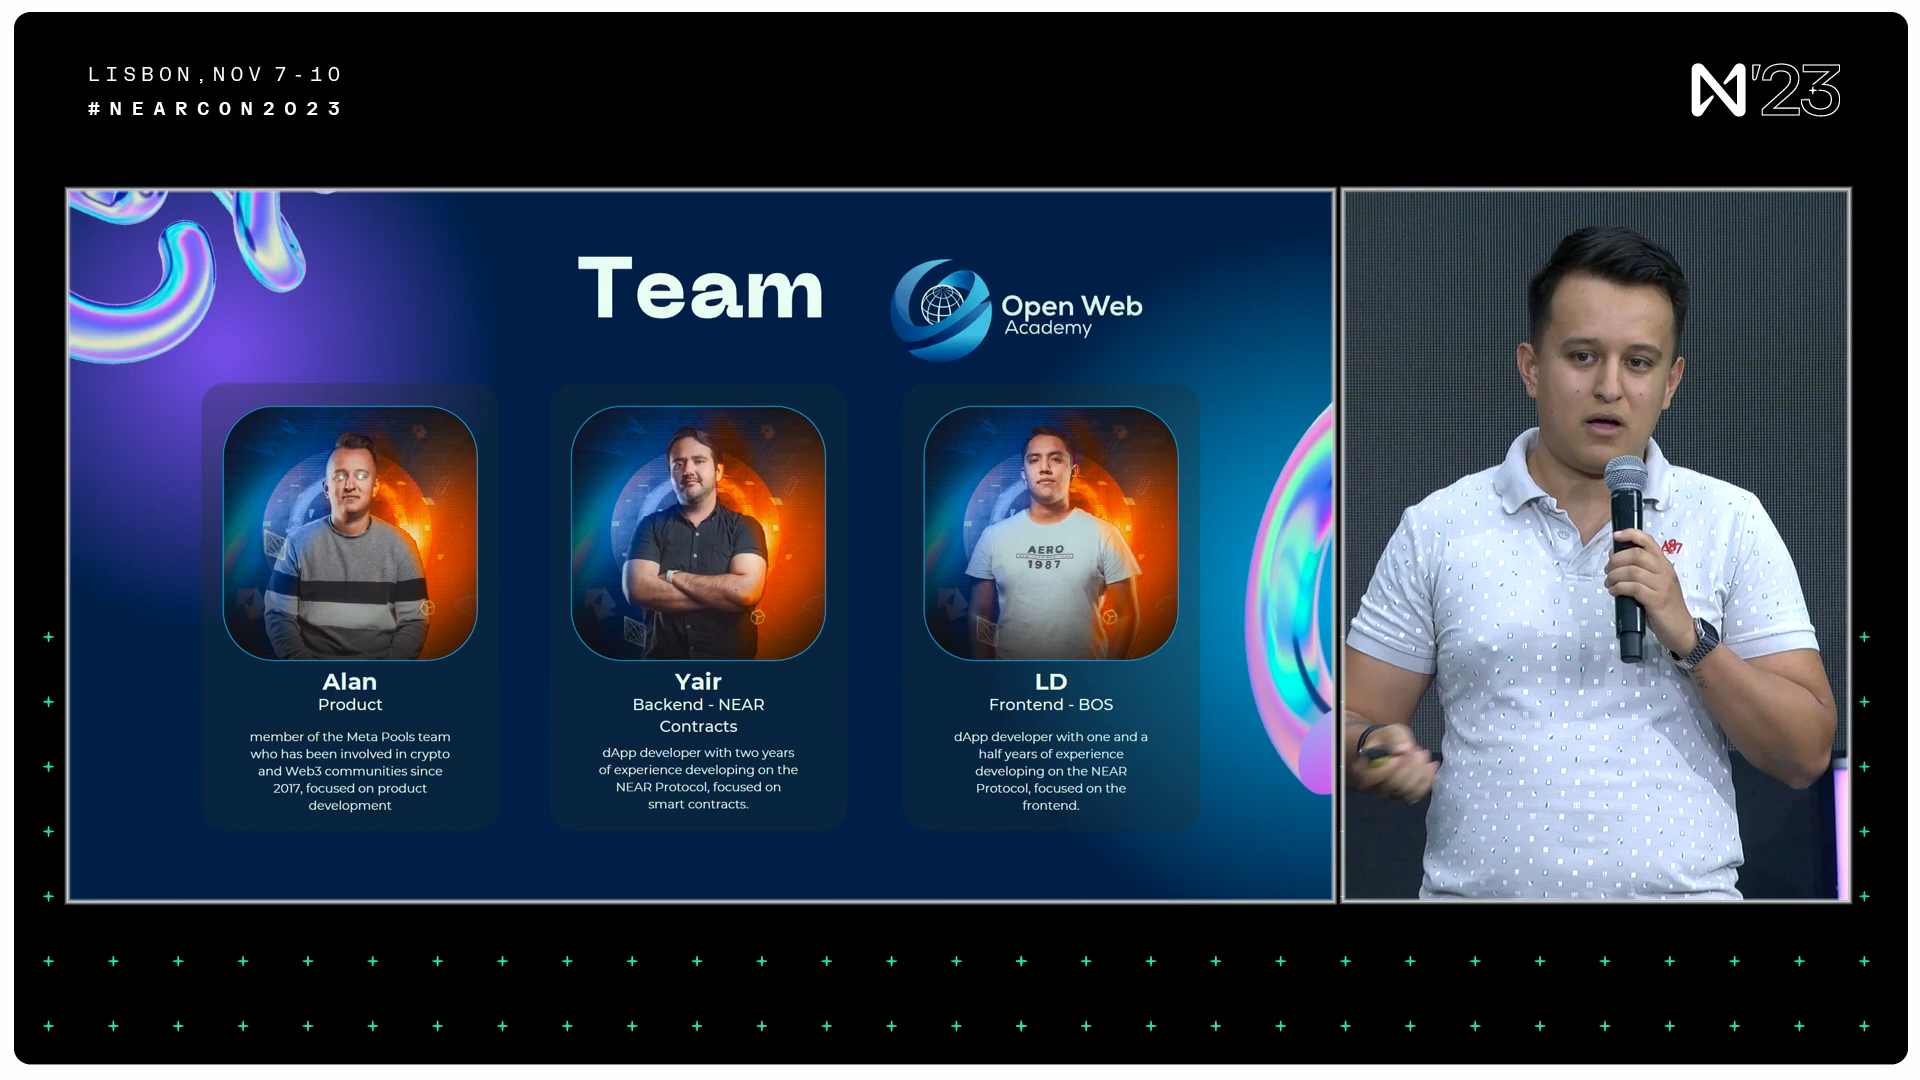 LISBON, NOV 7-10
#NEARCON2023
N'23
Team
Open Web
Academy
AERO
1987
Alan
Product
member of the Meta Pools team
who has been involved in crypto
and Web3 communities since
2017, focused on product
development
Yair
Backend - NEAR
Contracts
dApp developer with two years
of experience developing on the
NEAR Protocol, focused on
smart contracts.
LD
Frontend - BOS
dApp developer with one and a
half years of experience
developing on the NEAR
Protocol, focused on the
frontend.